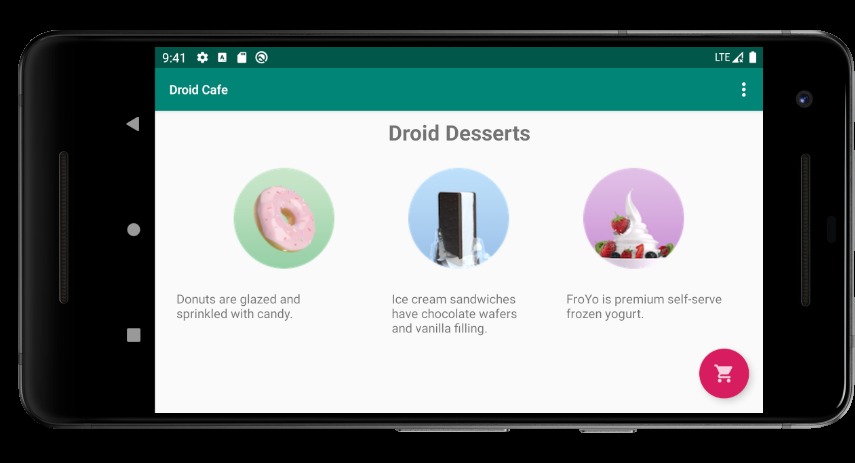 9:41
LTE
Droid Cafe
Droid Desserts
Donuts are glazed and
sprinkled with candy.
Ice cream sandwiches
have chocolate wafers
and vanilla filling.
FroYo is premium self-serve
frozen yogurt.